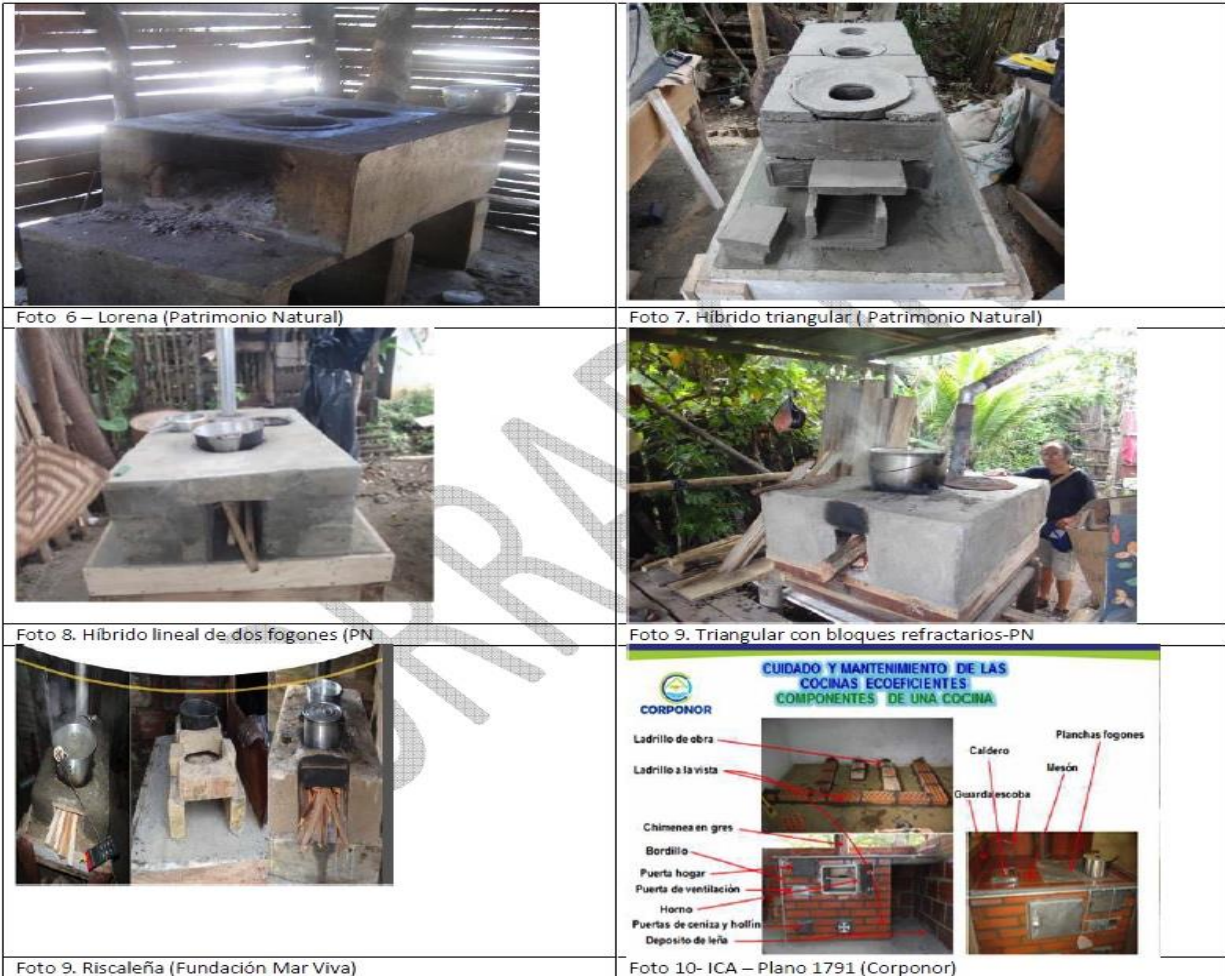 Foto 6 – Lorena (Patrimonio Natural)
Foto 7. Híbrido triangular ( Patrimonio Natural)
Foto 8. Híbrido lineal de dos fogones (PN
Foto 9. Triangular con bloques refractarios-PN
Foto 9. Riscaleña (Fundación Mar Viva)
CORPONOR
CUIDADO Y MANTENIMIENTO DE LAS
COCINAS ECOEFICIENTES
COMPONENTES DE UNA COCINA
Ladrillo de obra
Ladrillo a la vista
Chimenea en gres
Bordillo
Puerta hogar
Puerta de ventilación
Horno
Puertas de ceniza y hollín
Deposito de leña
Caldero
Planchas fogones
Mesón
Guarda escoba
Foto 10- ICA – Plano 1791 (Corponor)